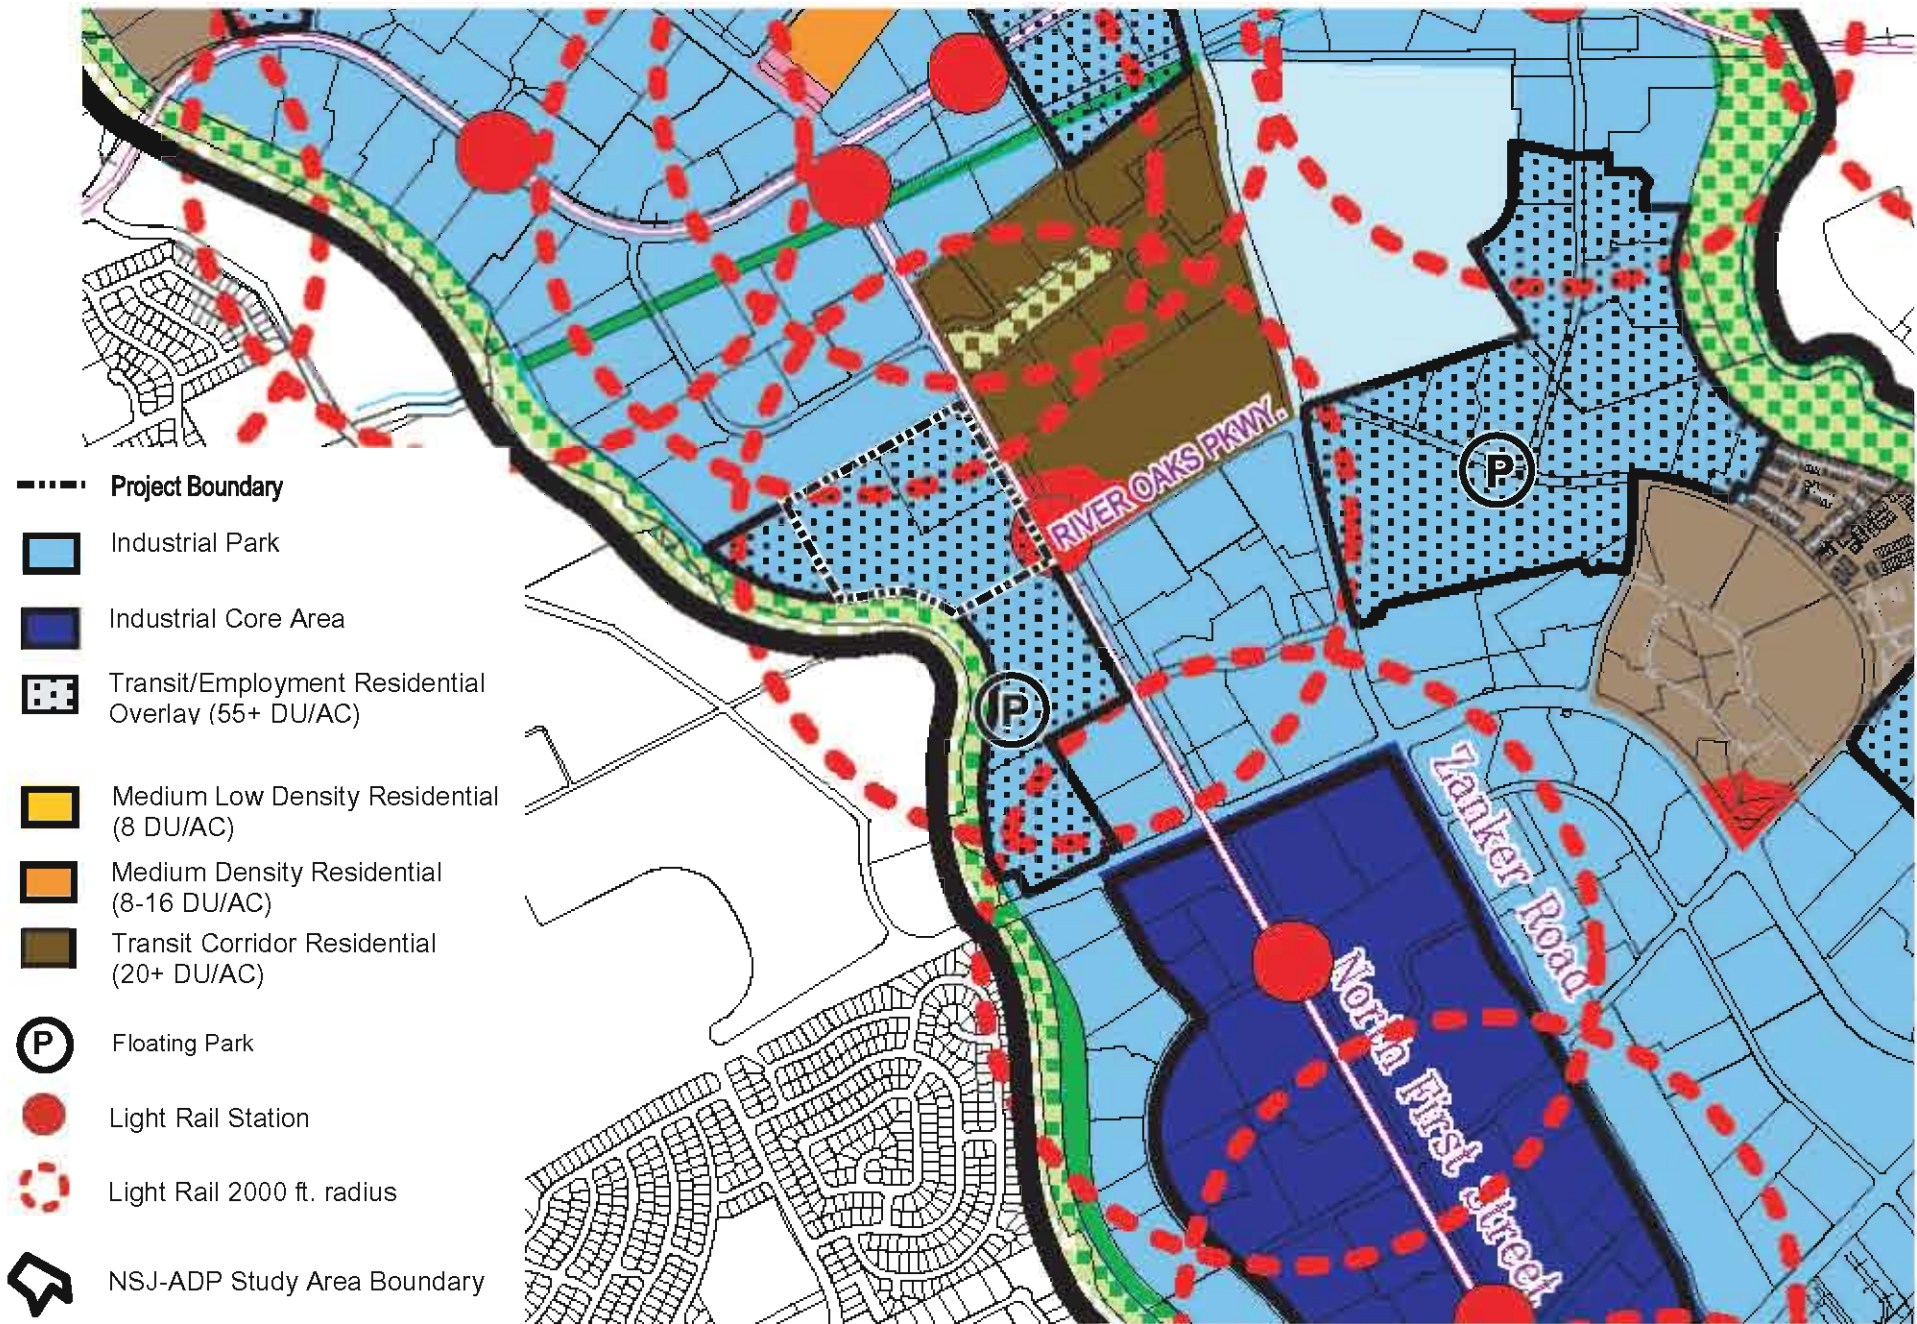 RIVER OAKS PKWY.
P
P
Zanker Road
North First Street
Project Boundary
Industrial Park
Industrial Core Area
Transit/Employment Residential
Overlay (55+ DU/AC)
Medium Low Density Residential
(8 DU/AC)
Medium Density Residential
(8-16 DU/AC)
Transit Corridor Residential
(20+ DU/AC)
P
Floating Park
Light Rail Station
Light Rail 2000 ft. radius
NSJ-ADP Study Area Boundary